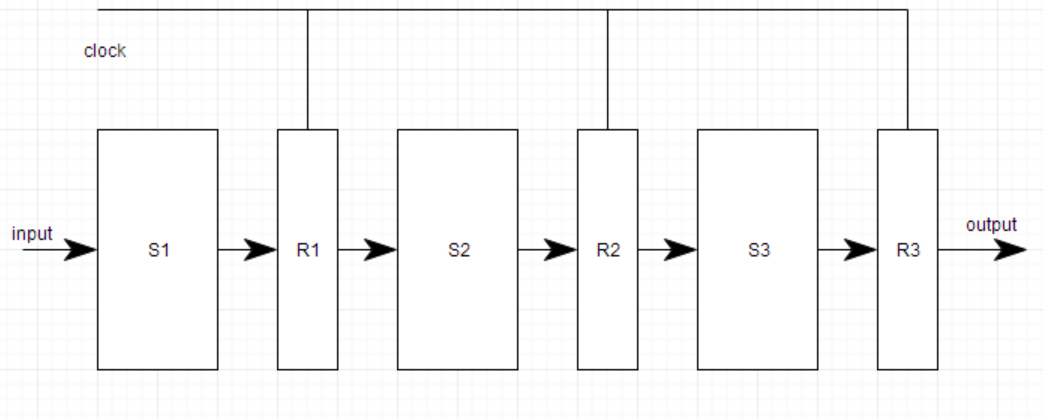 clock
input
S1
R1
S2
R2
S3
R3
output